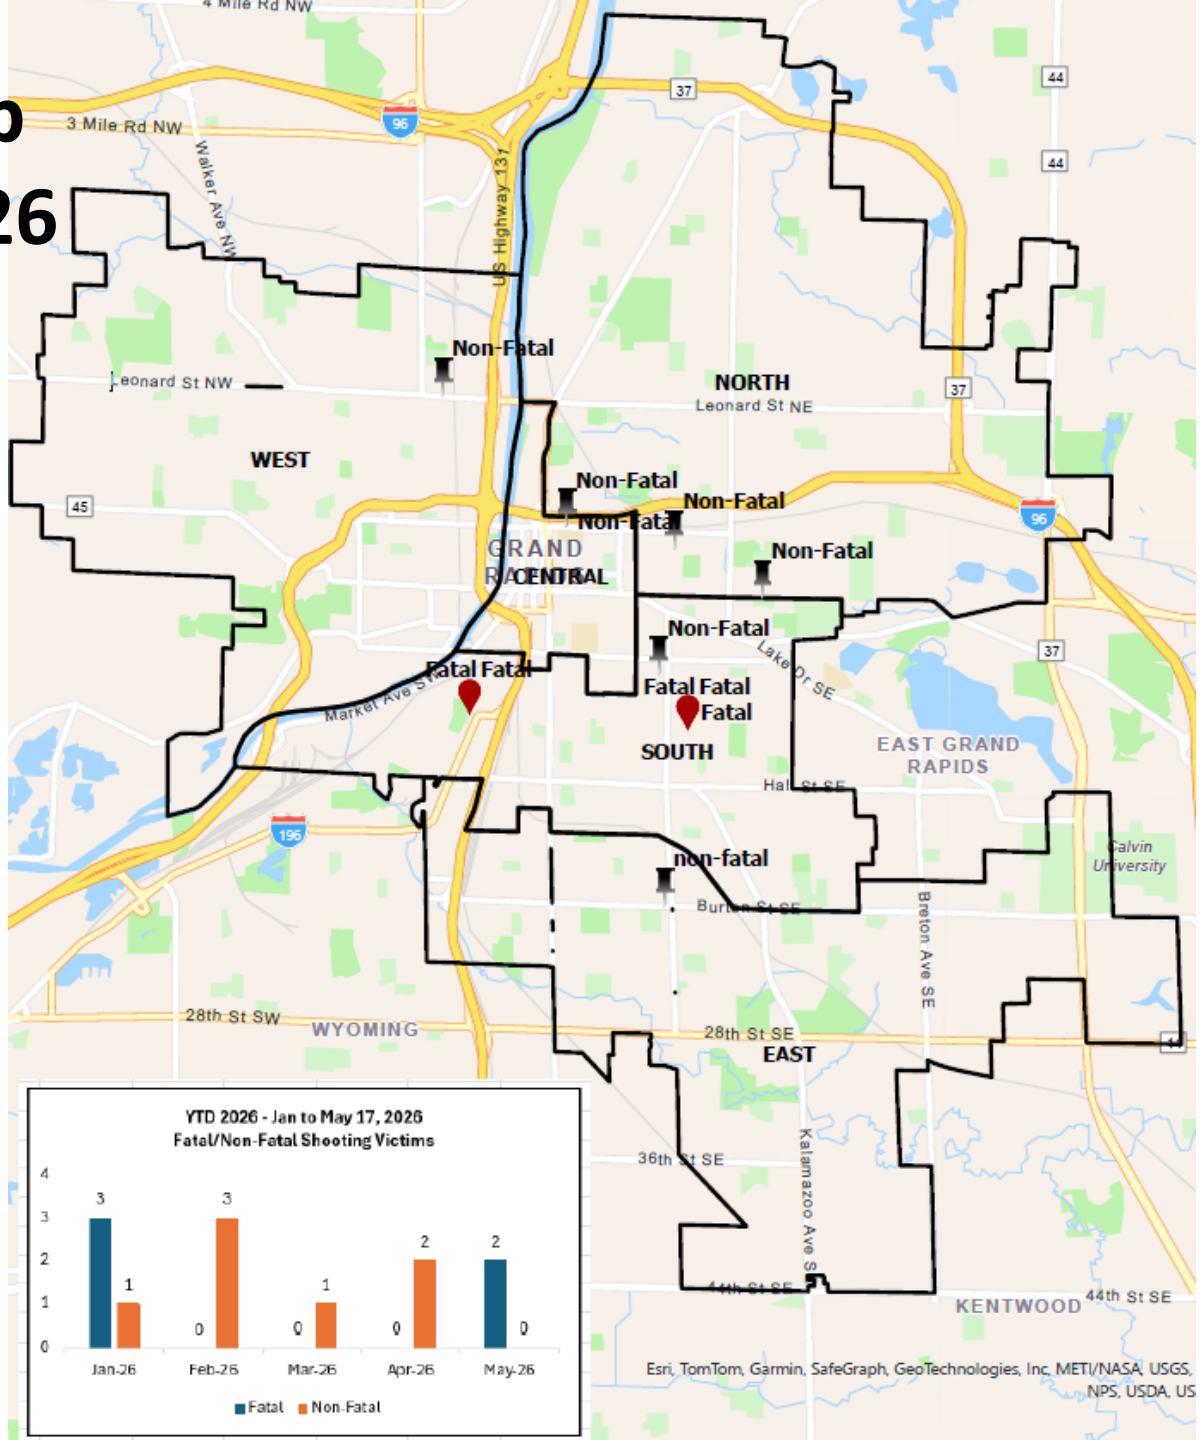 4 Mile Rd NW
37
44
96
3 Mile Rd NW
44
Walker Ave NW
US Highway 131
26
Non-Fatal
NORTH
Leonard St NW
37
Leonard St NE
WEST
Non-Fatal
Non-Fatal
45
Non-Fatal
96
GRAND
RAPIDS
CENTRAL
Non-Fatal
Non-Fatal
Lake Dr SE
37
Fatal Fatal
Market Ave SW
Fatal Fatal
Fatal
SOUTH
EAST GRAND
RAPIDS
Hall St SE
196
non-fatal
Calvin
University
Burton St SE
Breton Ave SE
28th St SW
WYOMING
28th St SE
44
EAST
Kalamazoo Ave S
36th St SE
44th St SE
KENTWOOD
44th St SE
YTD 2026 - Jan to May 17, 2026
Fatal/Non-Fatal Shooting Victims
4
3
2
1
0
3
1
0
3
0
1
0
2
2
0
Jan-26
Feb-26
Mar-26
Apr-26
May-26
Fatal
Non-Fatal
Esri, TomTom, Garmin, SafeGraph, GeoTechnologies, Inc, METI/NASA, USGS,
NPS, USDA, US